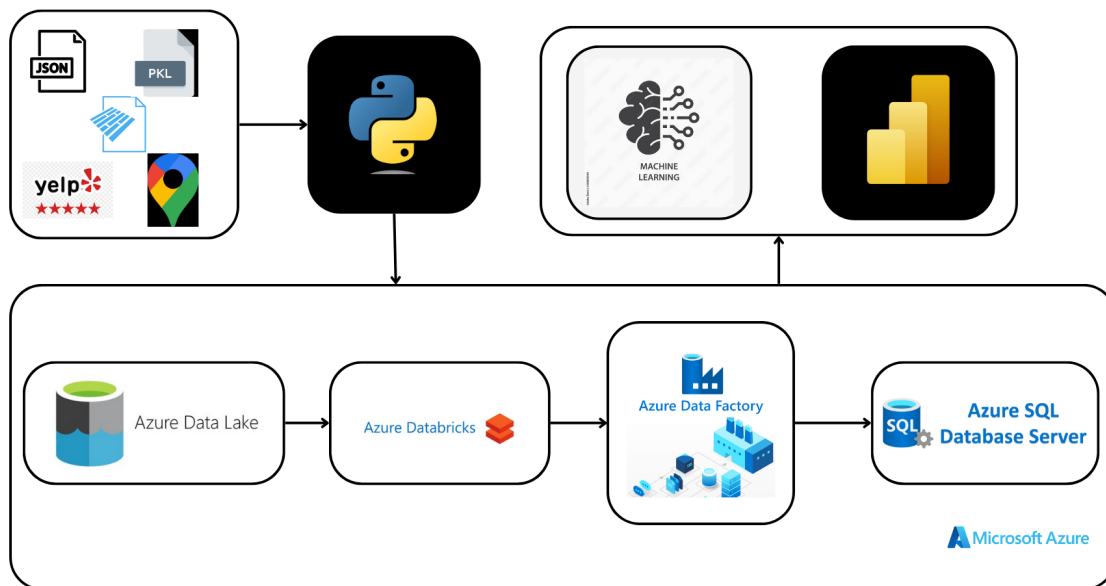 JSON
PKL
yelp
MACHINE
LEARNING
Azure Data Lake
Azure Databricks
Azure Data Factory
SQL
Azure SQL
Database Server
Microsoft Azure